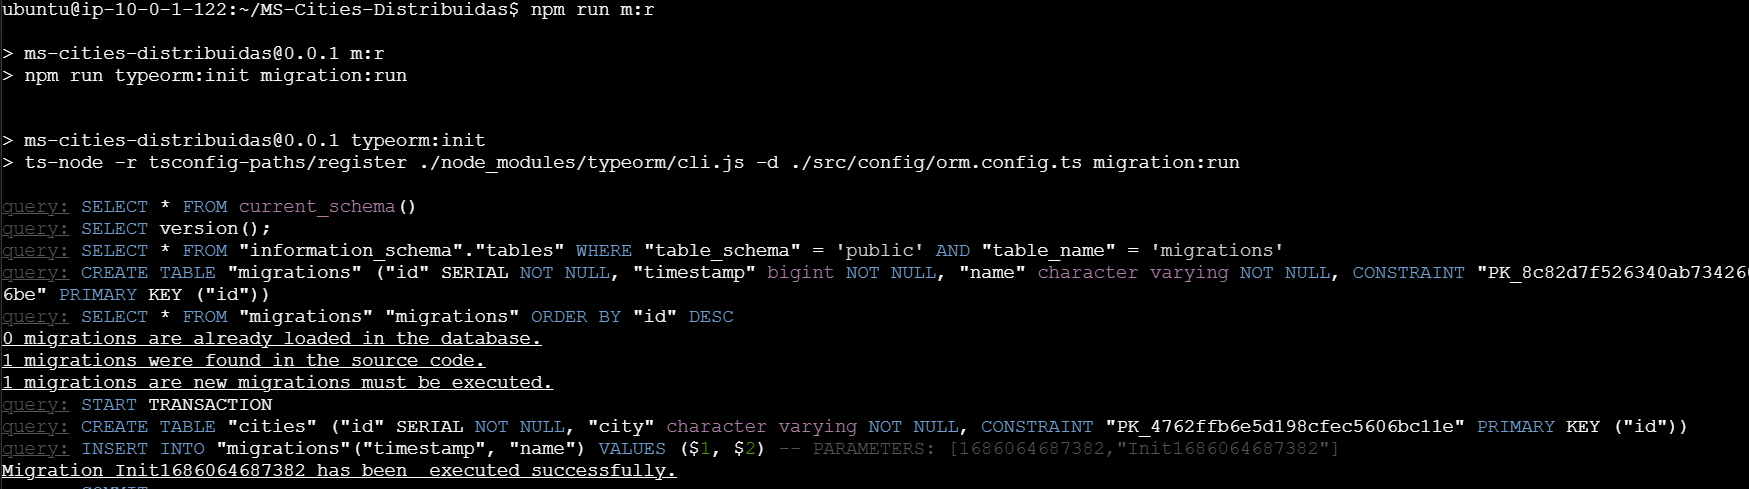 ubuntu@ip-10-0-1-122:~/MS-Cities-Distribuidas$ npm run m:r
> ms-cities-distribuidas@0.0.1 m:r
> npm run typeorm:init migration:run
> ms-cities-distribuidas@0.0.1 typeorm:init
> ts-node -r tsconfig-paths/register ./node_modules/typeorm/cli.js -d ./src/config/orm.config.ts migration:run
query: SELECT * FROM current_schema()
query: SELECT version();
query: SELECT * FROM "information_schema"."tables" WHERE "table_schema" = 'public' AND "table_name" = 'migrations'
query: CREATE TABLE "migrations" ("id" SERIAL NOT NULL, "timestamp" bigint NOT NULL, "name" character varying NOT NULL, CONSTRAINT "PK_8c82d7f526340ab73426
6be" PRIMARY KEY ("id"))
query: SELECT * FROM "migrations" "migrations" ORDER BY "id" DESC
0 migrations are already loaded in the database.
1 migrations were found in the source code.
1 migrations are new migrations must be executed.
query: START TRANSACTION
query: CREATE TABLE "cities" ("id" SERIAL NOT NULL, "city" character varying NOT NULL, CONSTRAINT "PK_4762ffb6e5d198cfec5606bc11e" PRIMARY KEY ("id"))
query: INSERT INTO "migrations"("timestamp", "name") VALUES ($1, $2) -- PARAMETERS: [1686064687382,"Init1686064687382"]
Migration Init1686064687382 has been  executed successfully.
COMMIT